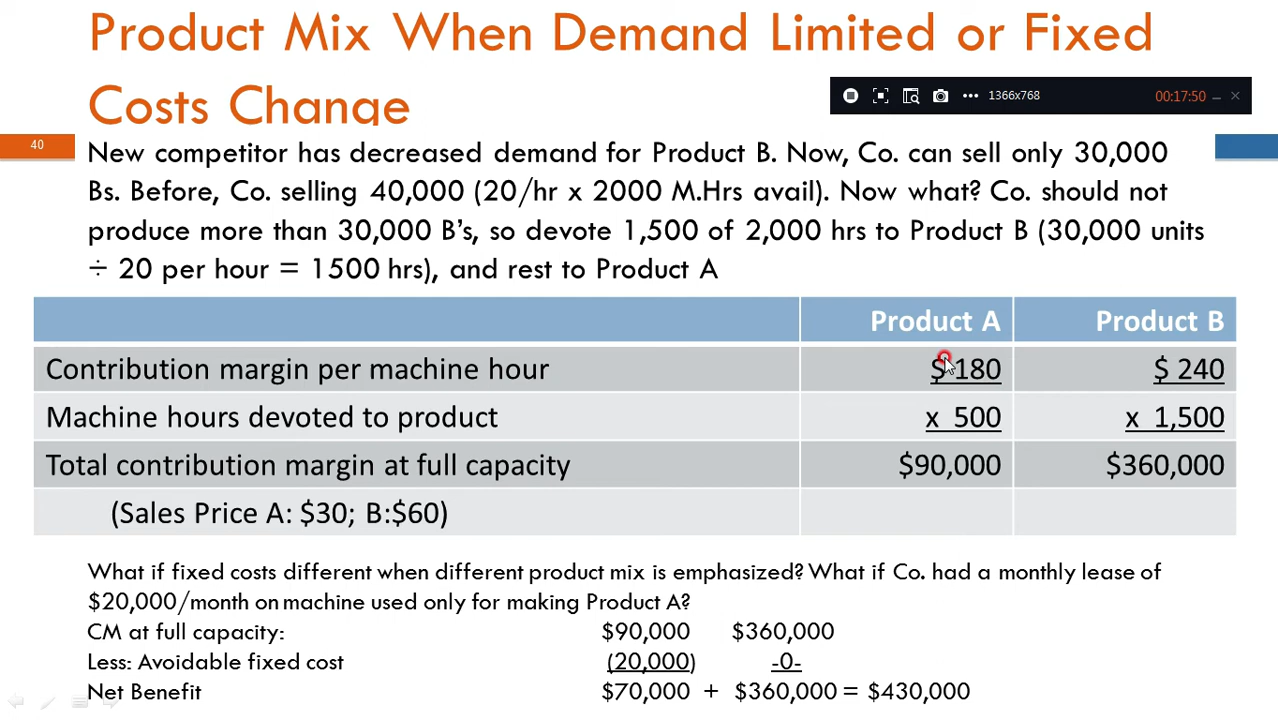 Product Mix When Demand Limited or Fixed
Costs Change
1366x768
00:17:50
40
New competitor has decreased demand for Product B. Now, Co. can sell only 30,000
Bs. Before, Co. selling 40,000 (20/hr x 2000 M.Hrs avail). Now what? Co. should not
produce more than 30,000 B's, so devote 1,500 of 2,000 hrs to Product B (30,000 units
÷ 20 per hour = 1500 hrs), and rest to Product A
Product A Product B
Contribution margin per machine hour $ 180 $ 240
Machine hours devoted to product x 500 x 1,500
Total contribution margin at full capacity $90,000 $360,000
(Sales Price A: $30; B:$60)
What if fixed costs different when different product mix is emphasized? What if Co. had a monthly lease of
$20,000/month on machine used only for making Product A?
CM at full capacity: $90,000 $360,000
Less: Avoidable fixed cost (20,000) -0-
Net Benefit $70,000 + $360,000 = $430,000